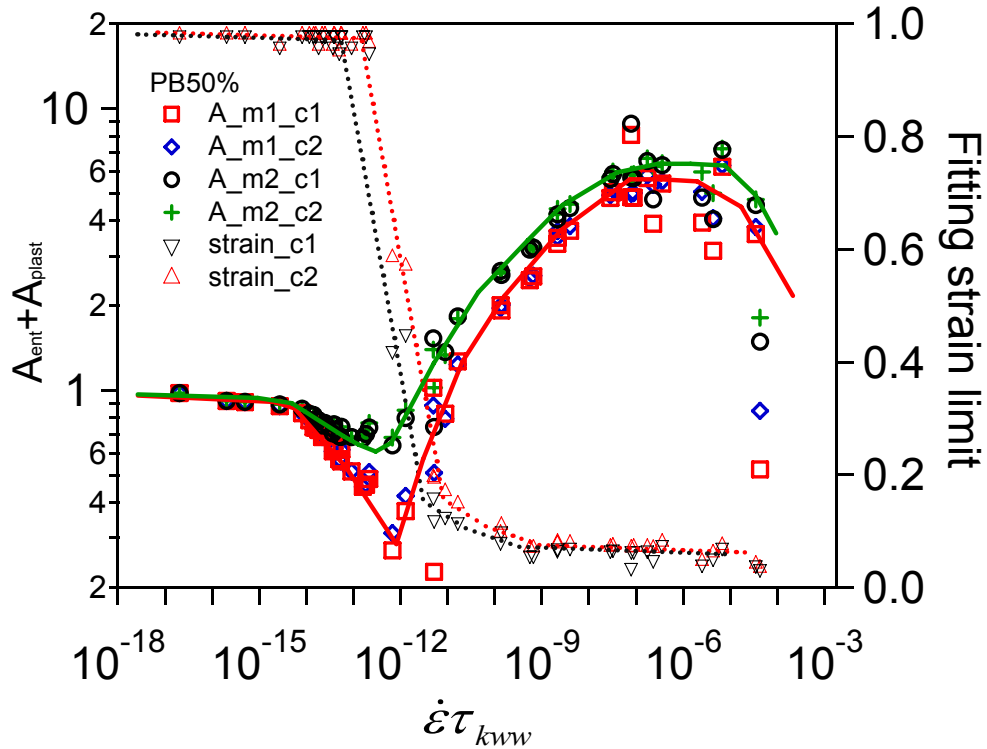 2
10
6
4
2
1
6
4
2
A_ent+A_plast
PB50%
A_m1_c1
A_m1_c2
A_m2_c1
A_m2_c2
strain_c1
strain_c2
1.0
0.8
0.6
0.4
0.2
0.0
Fittting strain limit
10^-18
10^-15
10^-12
10^-9
10^-6
10^-3
ε̇τ_kww